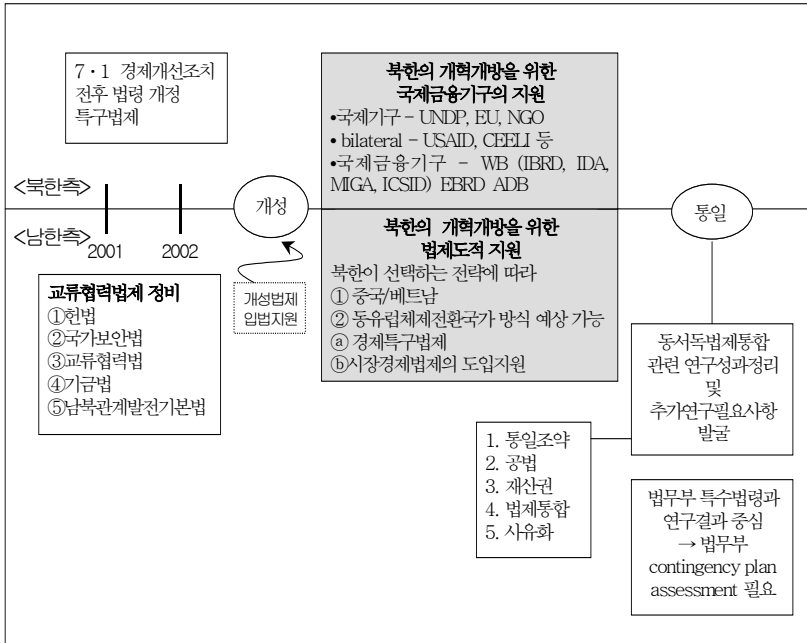 7·1 경제개선조치
전후 법령 개정
특구법제
북한의 개혁개방을 위한
국제금융기구의 지원
•국제기구 – UNDP, EU, NGO
• bilateral – USAID, CEELI 등
•국제금융기구 – WB (IBRD, IDA,
MIGA, ICSID) EBRD ADB
<북한측>
<남한측>
2001
2002
개성
통일
개성법제
입법지원
북한의 개혁개방을 위한
법제도적 지원
북한이 선택하는 전략에 따라
① 중국/베트남
② 동유럽체제전환국가 방식 예상 가능
ⓐ 경제특구법제
ⓑ시장경제법제의 도입지원
교류협력법제 정비
①헌법
②국가보안법
③교류협력법
④기금법
⑤남북관계발전기본법
동서독법제통합
관련 연구성과정리
및
추가연구필요사항
발굴
1. 통일조약
2. 공법
3. 재산권
4. 법제통합
5. 사유화
법무부 특수법령과
연구결과 중심
→ 법무부
contingency plan
assessment 필요